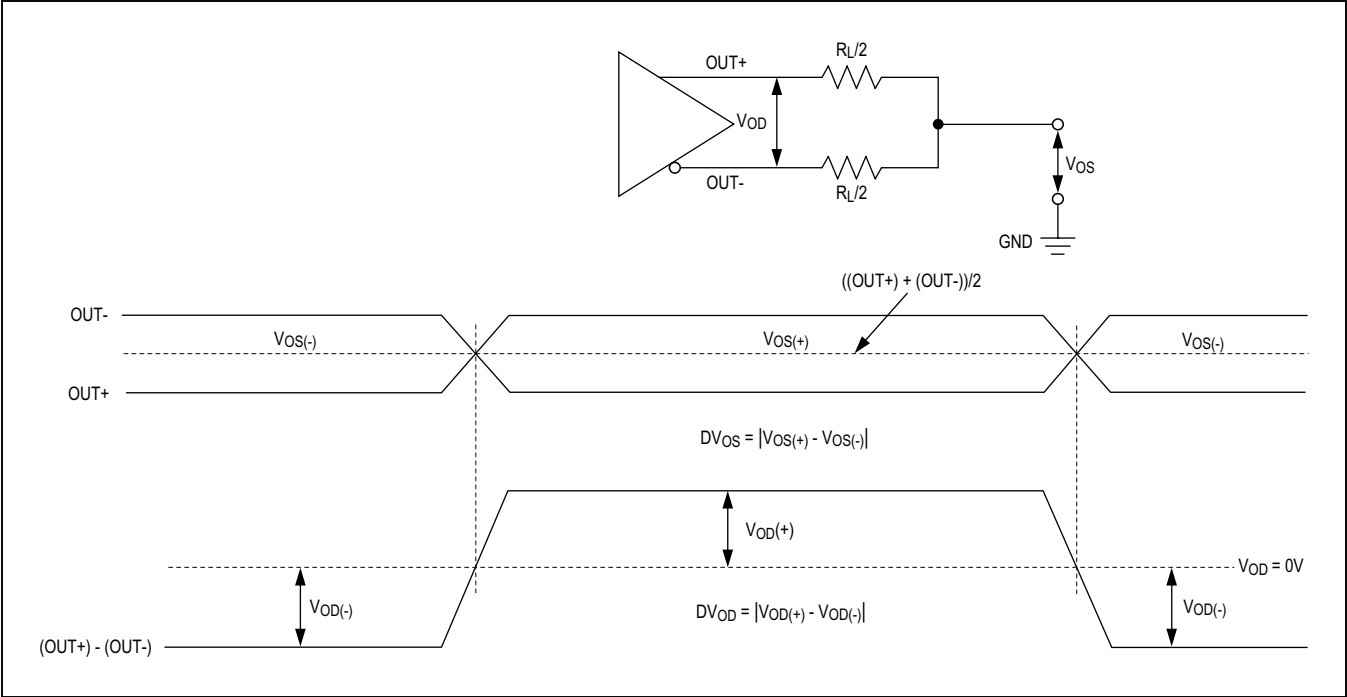 RL/2
OUT+
VOD
OUT-
RL/2
VOS
GND
((OUT+) + (OUT-))/2
OUT-
VOS(-)
VOS(+)
VOS(-)
OUT+
DVOS = |VOS(+) - VOS(-)|
VOD(+)
VOD = 0V
VOD(-)
DVOD = |VOD(+) - VOD(-)|
VOD(-)
(OUT+) - (OUT-)